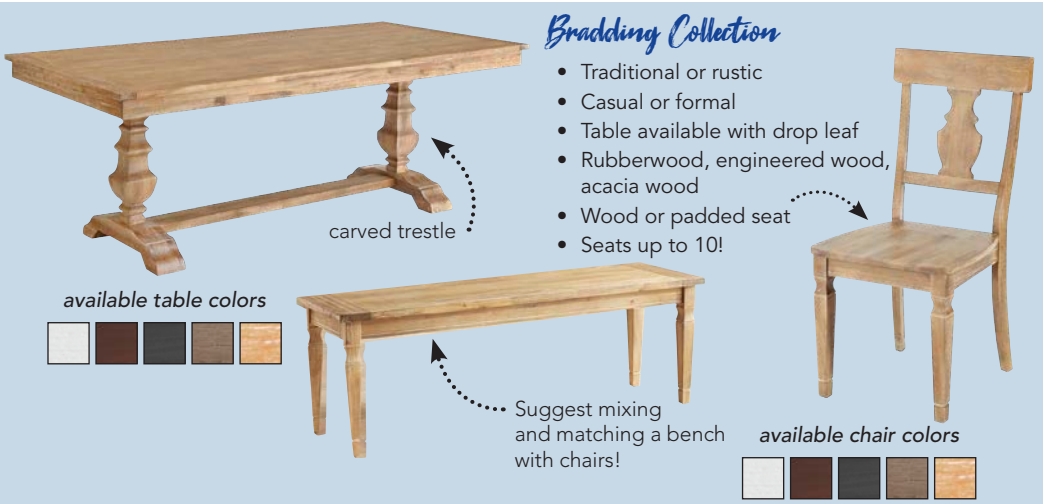 Bradding Collection
• Traditional or rustic
• Casual or formal
• Table available with drop leaf
• Rubberwood, engineered wood,
acacia wood
• Wood or padded seat
• Seats up to 10!
carved trestle
available table colors
Suggest mixing
and matching a bench
with chairs!
available chair colors